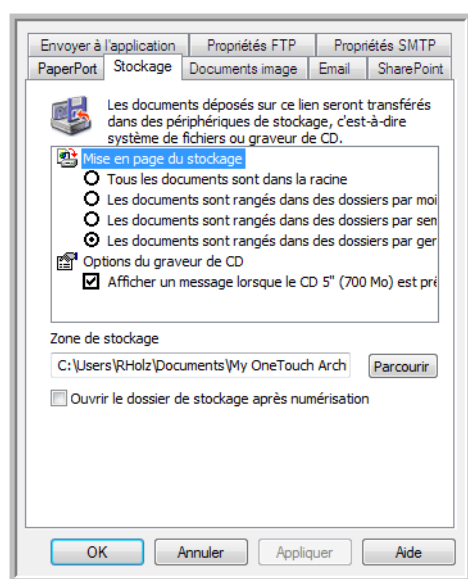 Envoyer à l'application Propriétés FTP Propriétés SMTP
PaperPort Stockage Documents image Email SharePoint
Les documents déposés sur ce lien seront transférés
dans des périphériques de stockage, c'est-à-dire
système de fichiers ou graveur de CD.
Mise en page du stockage
Tous les documents sont dans la racine
Les documents sont rangés dans des dossiers par moi
Les documents sont rangés dans des dossiers par sem
Les documents sont rangés dans des dossiers par ger
Options du graveur de CD
Afficher un message lorsque le CD 5" (700 Mo) est pré
Zone de stockage
C:\Users\RHolz\Documents\My OneTouch Arch Parcourir
Ouvrir le dossier de stockage après numérisation
OK Annuler Appliquer Aide